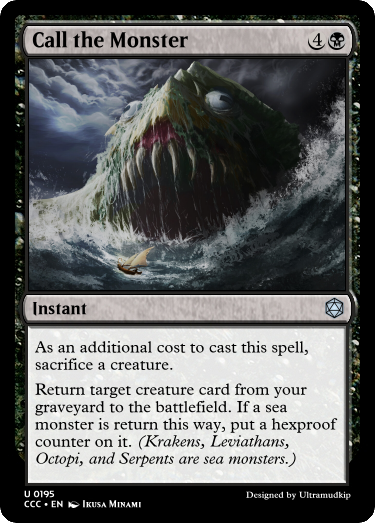 Call the Monster 4
Instant
As an additional cost to cast this spell,
sacrifice a creature.
Return target creature card from your
graveyard to the battlefield. If a sea
monster is return this way, put a hexproof
counter on it. (Krakens, Leviathans,
Octopi, and Serpents are sea monsters.)
U 0195
CCC • EN Ikusa Minami
Designed by Ultramudkip